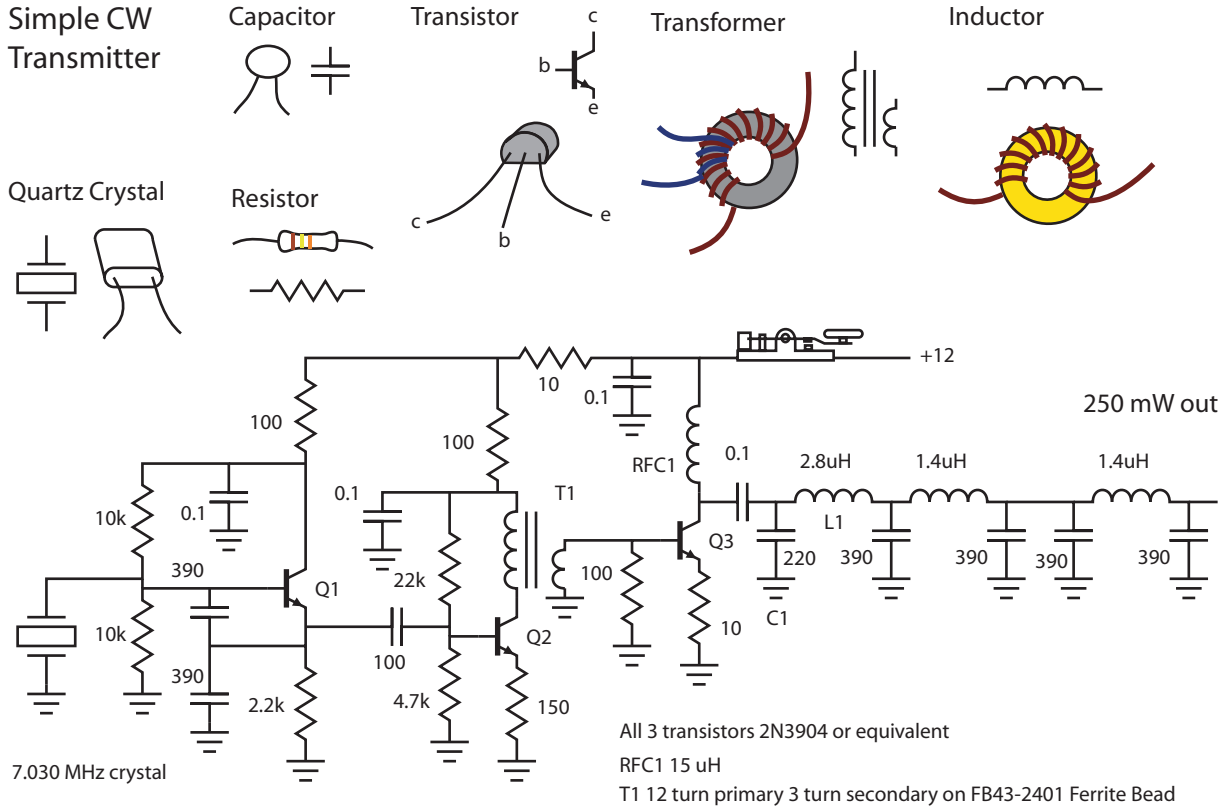 Simple CW
Transmitter
Capacitor
Transistor
Transformer
Inductor
c
b
e
Quartz Crystal
Resistor
c
b
e
+12
10
0.1
250 mW out
100
100
RFC1
0.1
2.8uH
1.4uH
1.4uH
10k
0.1
0.1
T1
L1
Q3
220
390
390
390
390
390
Q1
22k
100
C1
10k
Q2
10
100
390
2.2k
4.7k
150
All 3 transistors 2N3904 or equivalent
RFC1 15 uH
7.030 MHz crystal
T1 12 turn primary 3 turn secondary on FB43-2401 Ferrite Bead